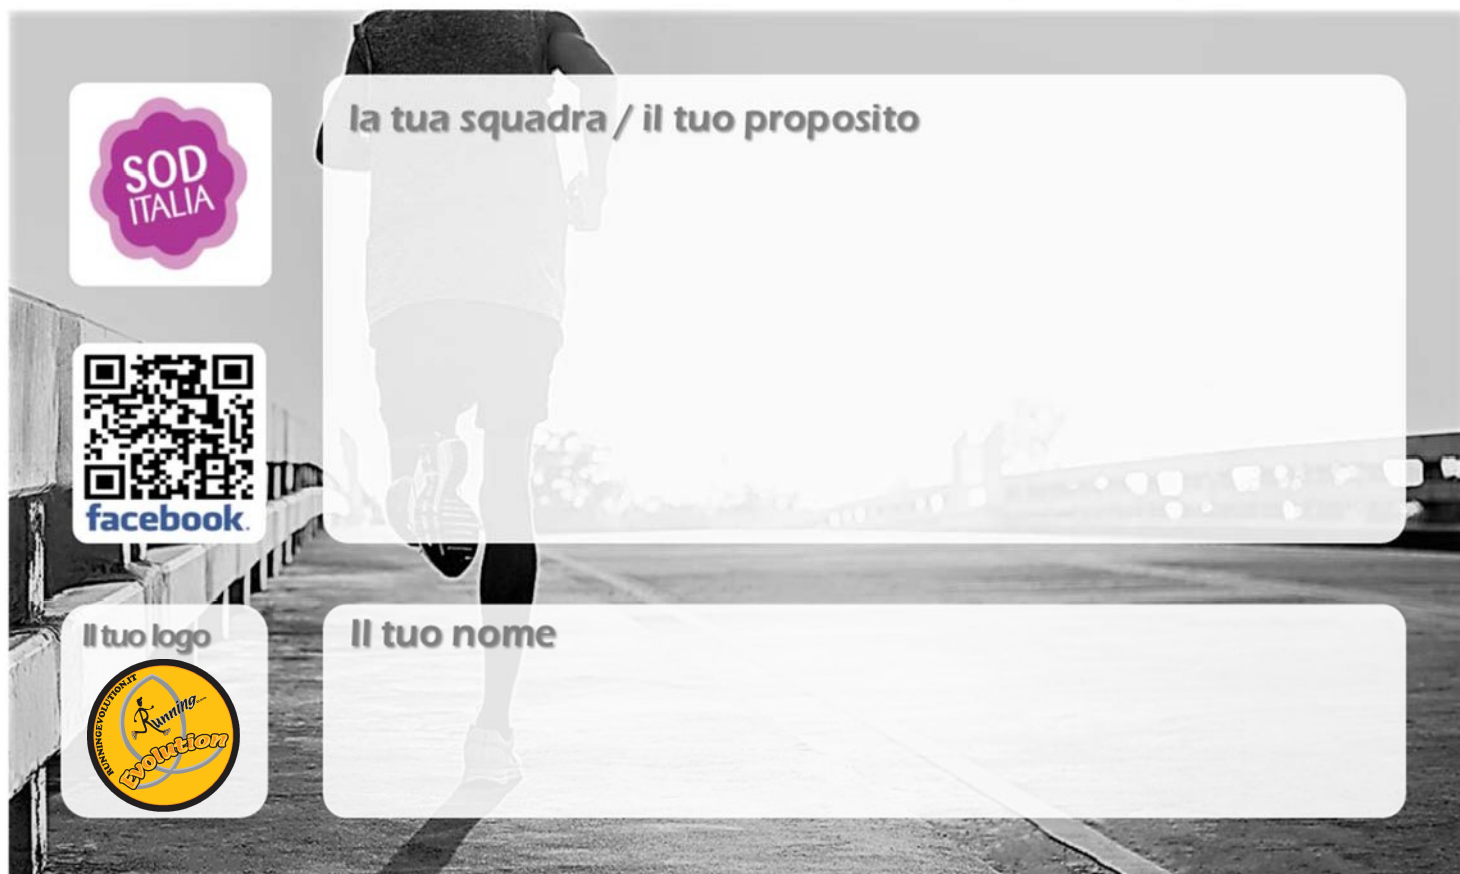 la tua squadra / il tuo proposito
SOD
ITALIA
facebook.
Il tuo logo
RUNNINGEVOLUTION.IT
Running
Evolution
Il tuo nome